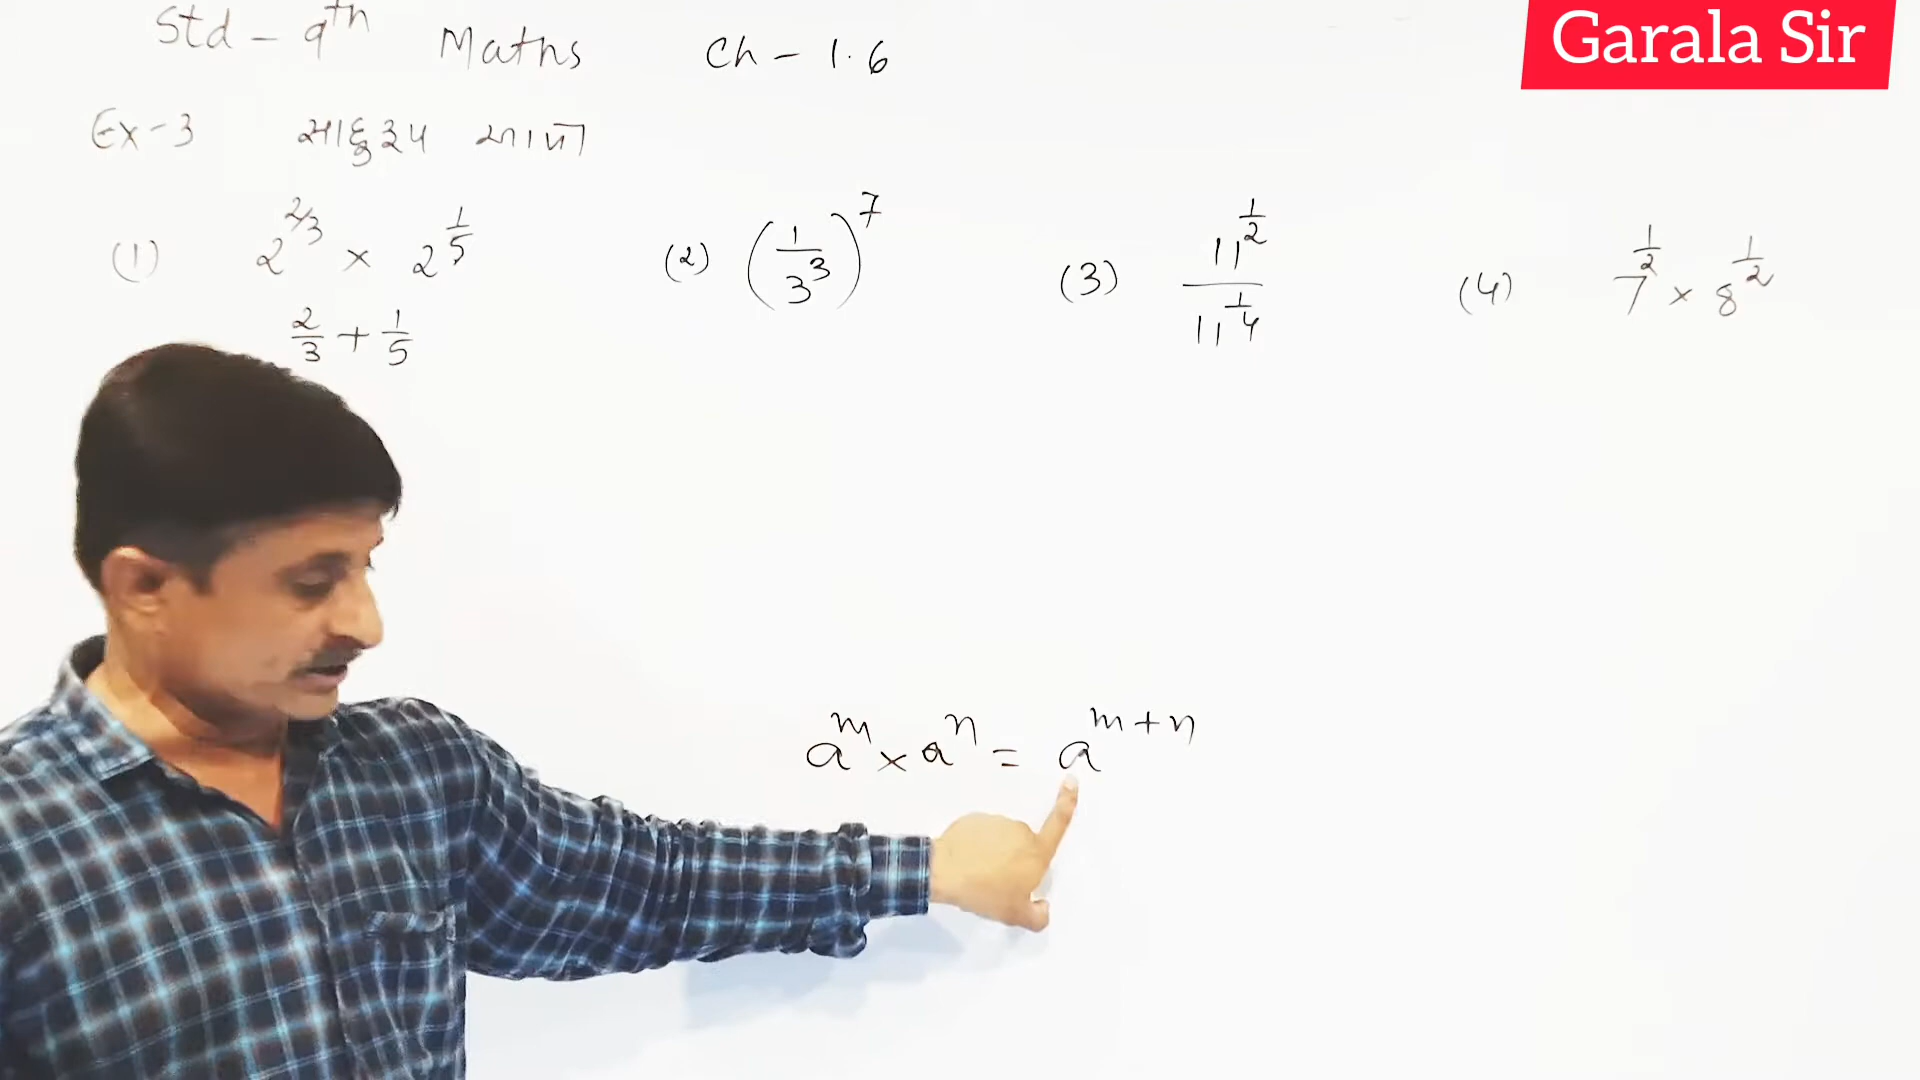 Garala Sir
Std - 9th Maths Ch - 1.6
Ex-3 સાદુરૂપ આપો
(1) 2^{2/3} × 2^{1/5} (2) (1/3^3)^7 (3) 11^{1/2} / 11^{1/4} (4) 7^{1/2} × 8^{1/2}
2/3 + 1/5
a^m × a^n = a^{m+n}